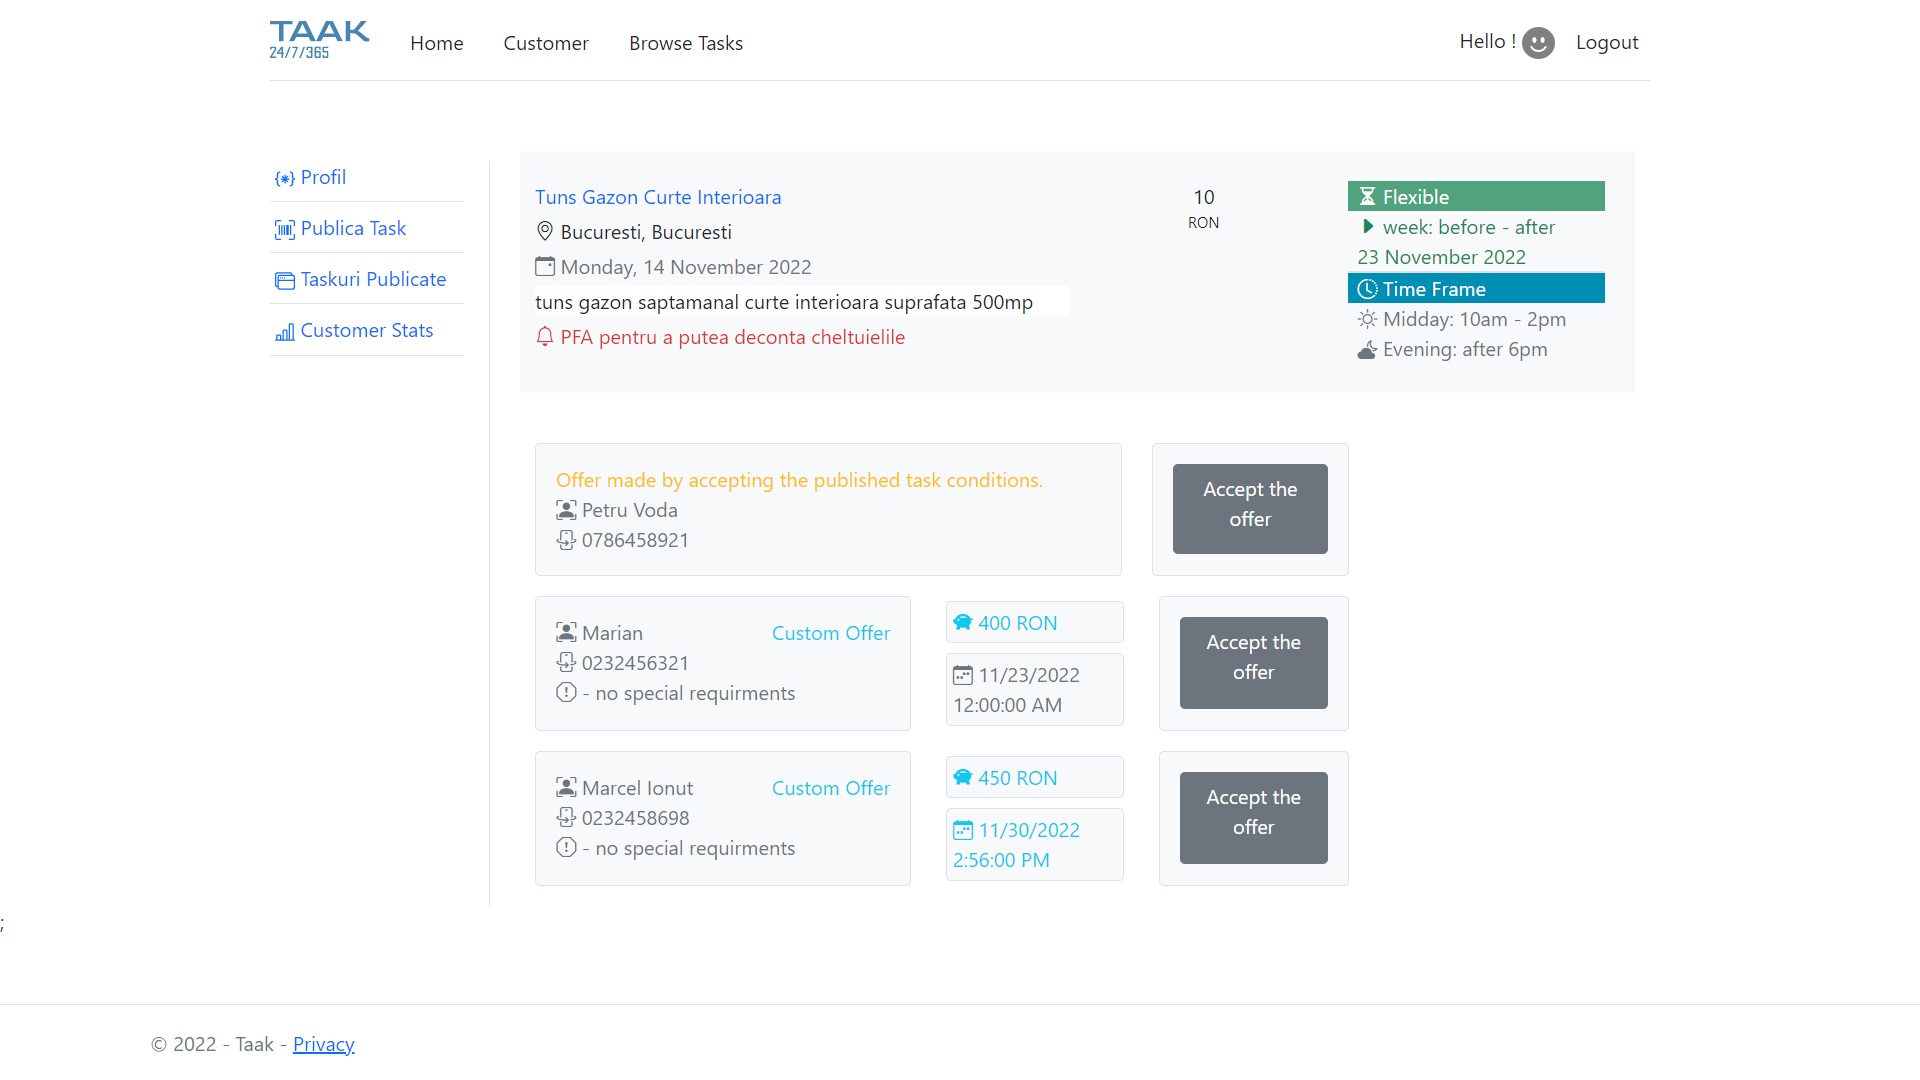 TAAK
24/7/365
Home
Customer
Browse Tasks
Hello !
Logout
Profil
Publica Task
Taskuri Publicate
Customer Stats
Tuns Gazon Curte Interioara
Bucuresti, Bucuresti
Monday, 14 November 2022
tuns gazon saptamanal curte interioara suprafata 500mp
PFA pentru a putea deconta cheltuielile
10
RON
Flexible
week: before - after
23 November 2022
Time Frame
Midday: 10am - 2pm
Evening: after 6pm
Offer made by accepting the published task conditions.
Petru Voda
0786458921
Accept the
offer
Marian
Custom Offer
0232456321
- no special requirments
400 RON
11/23/2022
12:00:00 AM
Accept the
offer
Marcel Ionut
Custom Offer
0232458698
- no special requirments
450 RON
11/30/2022
2:56:00 PM
Accept the
offer
;
© 2022 - Taak - Privacy